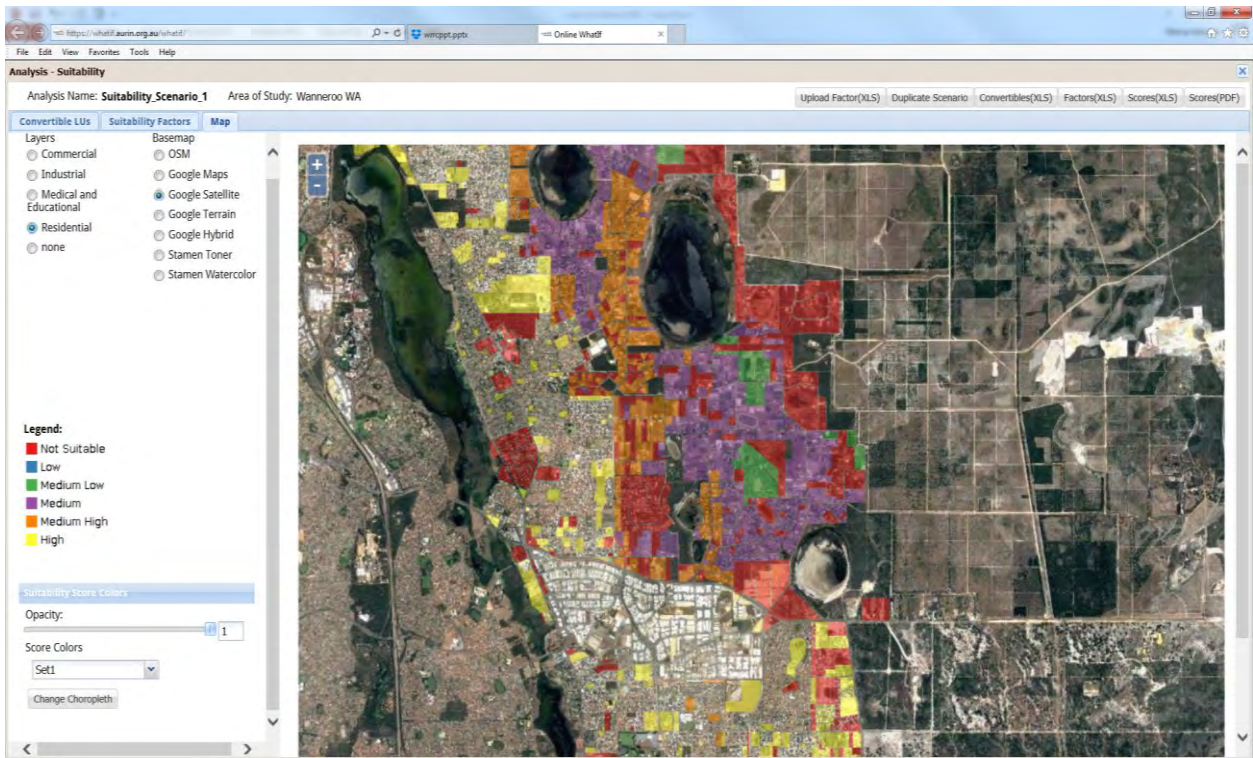 https://whatif.aurin.org.au/whatif/
wincppt.pptx
Online WhatIf
File Edit View Favorites Tools Help
Analysis - Suitability
Analysis Name: Suitability_Scenario_1 Area of Study: Wanneroo WA
Upload Factor(XLS) Duplicate Scenario Convertibles(XLS) Factors(XLS) Scores(XLS) Scores(PDF)
Convertible LUs Suitability Factors Map
Layers
Commercial
Industrial
Medical and
Educational
Residential
none
Basemap
OSM
Google Maps
Google Satellite
Google Terrain
Google Hybrid
Stamen Toner
Stamen Watercolor
+
-
Legend:
Not Suitable
Low
Medium Low
Medium
Medium High
High
Suitability Score Colors
Opacity:
1
Score Colors
Set1
Change Choropleth